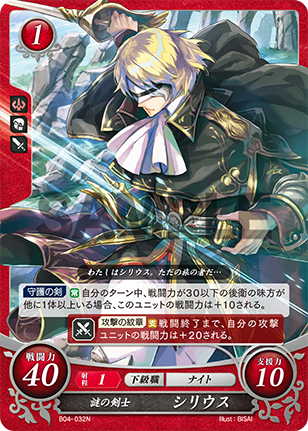 1
わたしはシリウス。ただの旅の者だ…
守護の剣 常 自分のターン中、戦闘力が30以下の後衛の味方が
他に1体以上いる場合、このユニットの戦闘力は+10される。
攻撃の紋章 支 戦闘終了まで、自分の攻撃
ユニットの戦闘力は+20される。
戦闘力
40
射程 1 下級職 ナイト
支援力
10
謎の剣士 シリウス
B04-032N
Illust : BISAI